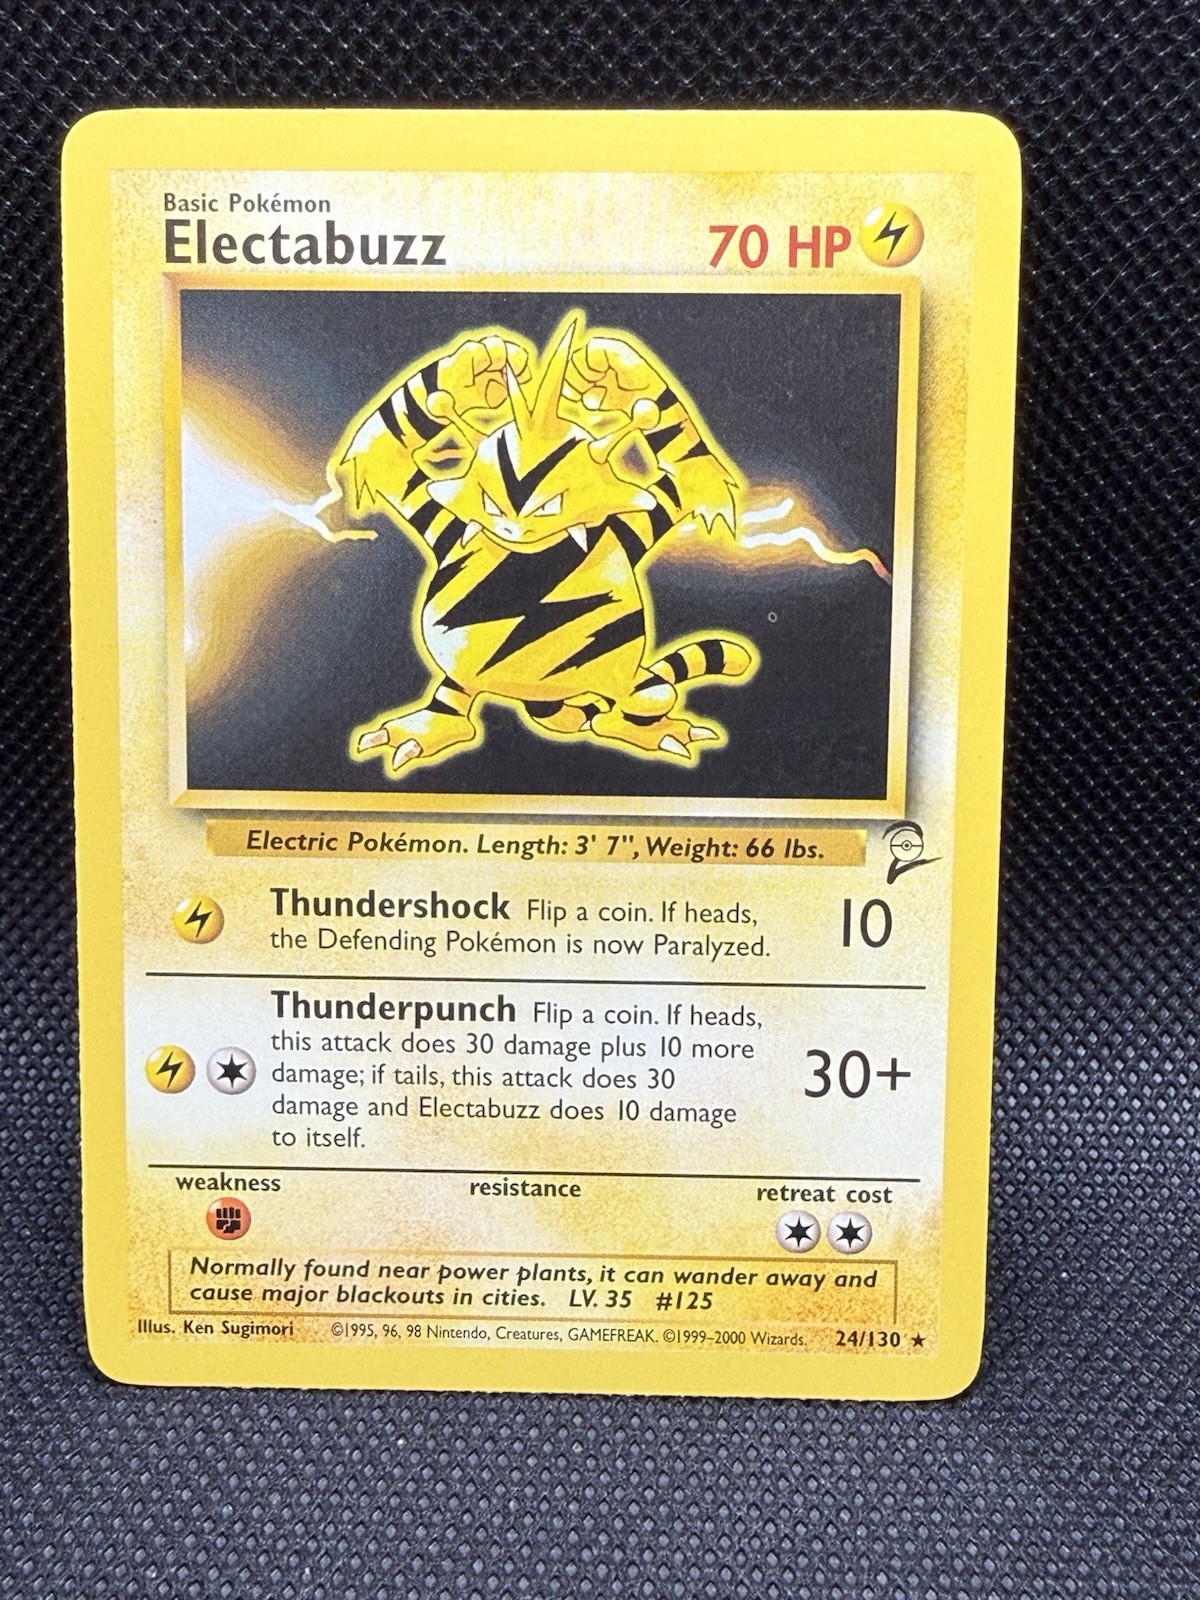 Basic Pokémon
Electabuzz
70 HP
Electric Pokémon. Length: 3' 7", Weight: 66 lbs.
Thundershock Flip a coin. If heads,
the Defending Pokémon is now Paralyzed.
10
Thunderpunch Flip a coin. If heads,
this attack does 30 damage plus 10 more
damage; if tails, this attack does 30
damage and Electabuzz does 10 damage
to itself.
30+
weakness
resistance
retreat cost
Normally found near power plants, it can wander away and
cause major blackouts in cities. LV. 35 #125
Illus. Ken Sugimori ©1995, 96, 98 Nintendo, Creatures, GAMEFREAK. ©1999–2000 Wizards. 24/130 ★